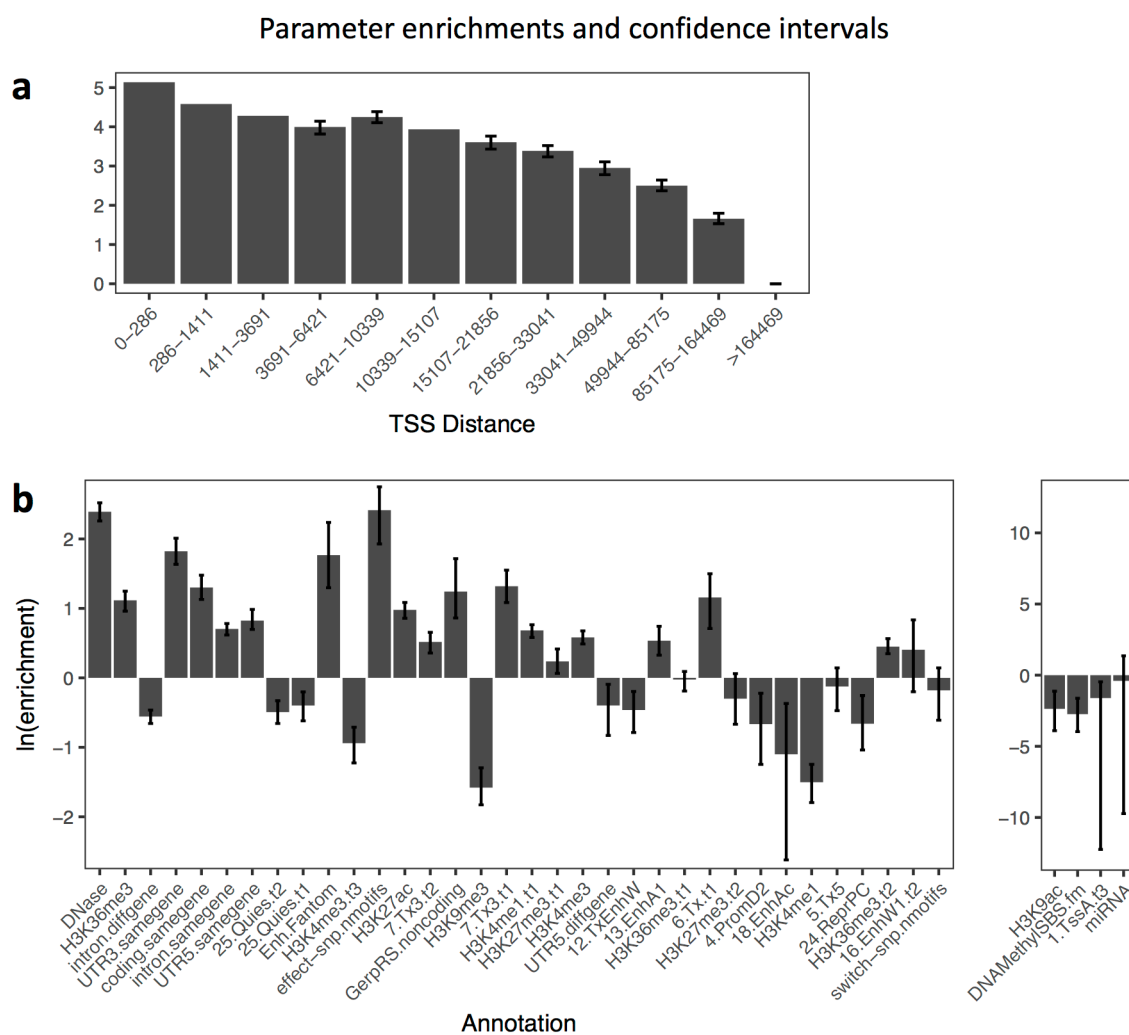 Parameter enrichments and confidence intervals
a
5
4
3
2
1
0
0−286
286−1411
1411−3691
3691−6421
6421−10339
10339−15107
15107−21856
21856−33041
33041−49944
49944−85175
85175−164469
>164469
TSS Distance
b
ln(enrichment)
2
1
0
−1
−2
DNase
H3K36me3
intron.diffgene
UTR3.samegene
coding.samegene
intron.samegene
UTR5.samegene
25.Quies.t2
25.Quies.t1
Enh.Fantom
H3K4me3.t3
effect−snp.nmotifs
H3K27ac
7.Tx3.t2
GerpRS.noncoding
H3K9me3
7.Tx3.t1
H3K4me1.t1
H3K27me3.t1
H3K4me3
UTR5.diffgene
12.TxEnhW
13.EnhA1
H3K36me3.t1
6.Tx.t1
H3K27me3.t2
4.PromD2
18.EnhAc
H3K4me1
5.Tx5
24.ReprPC
H3K36me3.t2
16.EnhW1.t2
switch−snp.nmotifs
Annotation
10
5
0
−5
−10
H3K9ac
DNAMethylSBS.fm
1.TssA.t3
miRNA